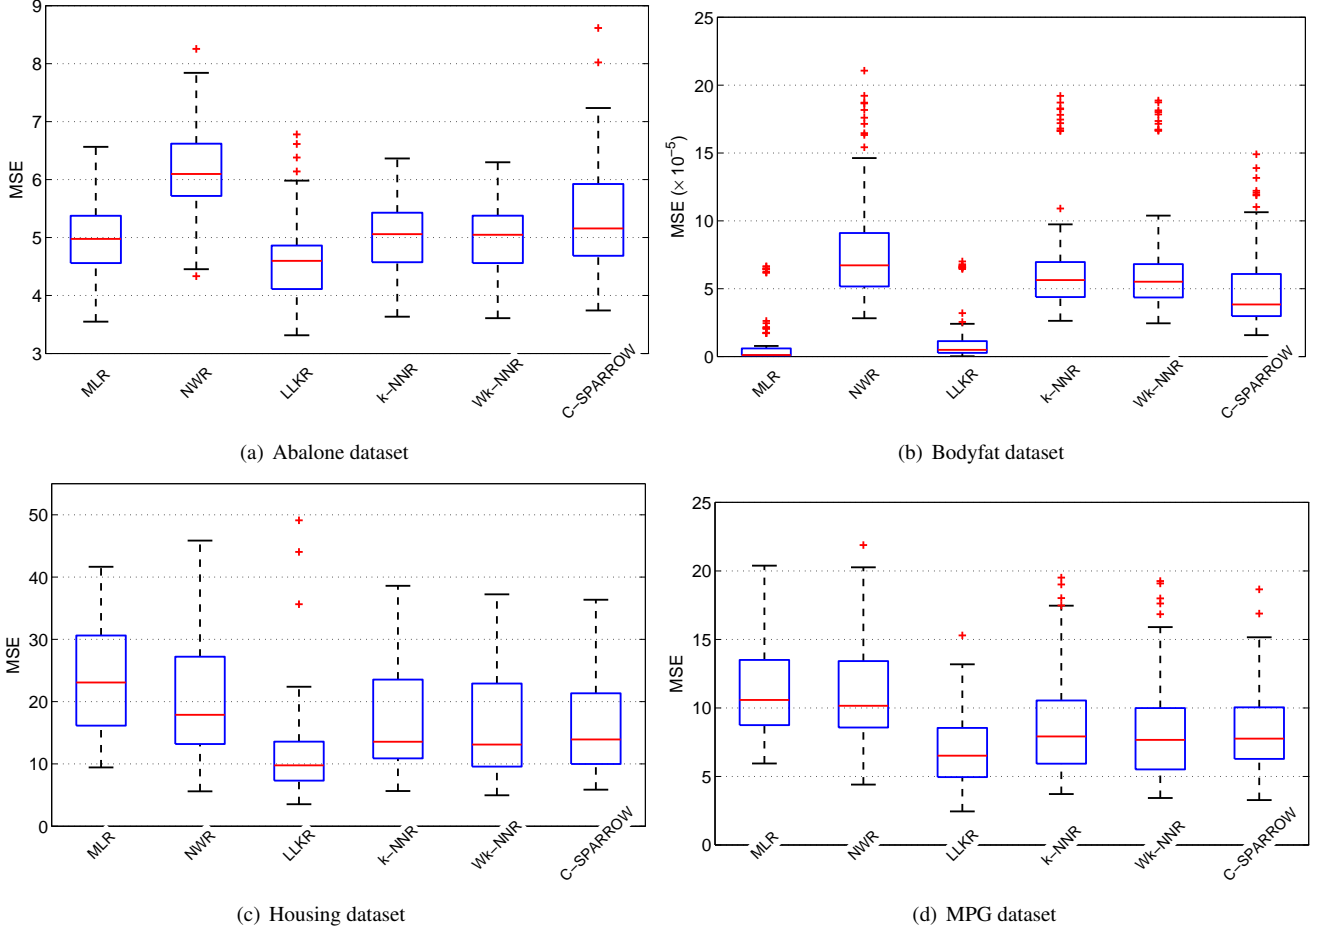 9
8
7
6
5
4
3
MSE
MLR
NWR
LLKR
k−NNR
Wk−NNR
C−SPARROW
(a) Abalone dataset
25
20
15
10
5
0
MSE (× 10^−5)
MLR
NWR
LLKR
k−NNR
Wk−NNR
C−SPARROW
(b) Bodyfat dataset
50
40
30
20
10
0
MSE
MLR
NWR
LLKR
k−NNR
Wk−NNR
C−SPARROW
(c) Housing dataset
25
20
15
10
5
0
MSE
MLR
NWR
LLKR
k−NNR
Wk−NNR
C−SPARROW
(d) MPG dataset